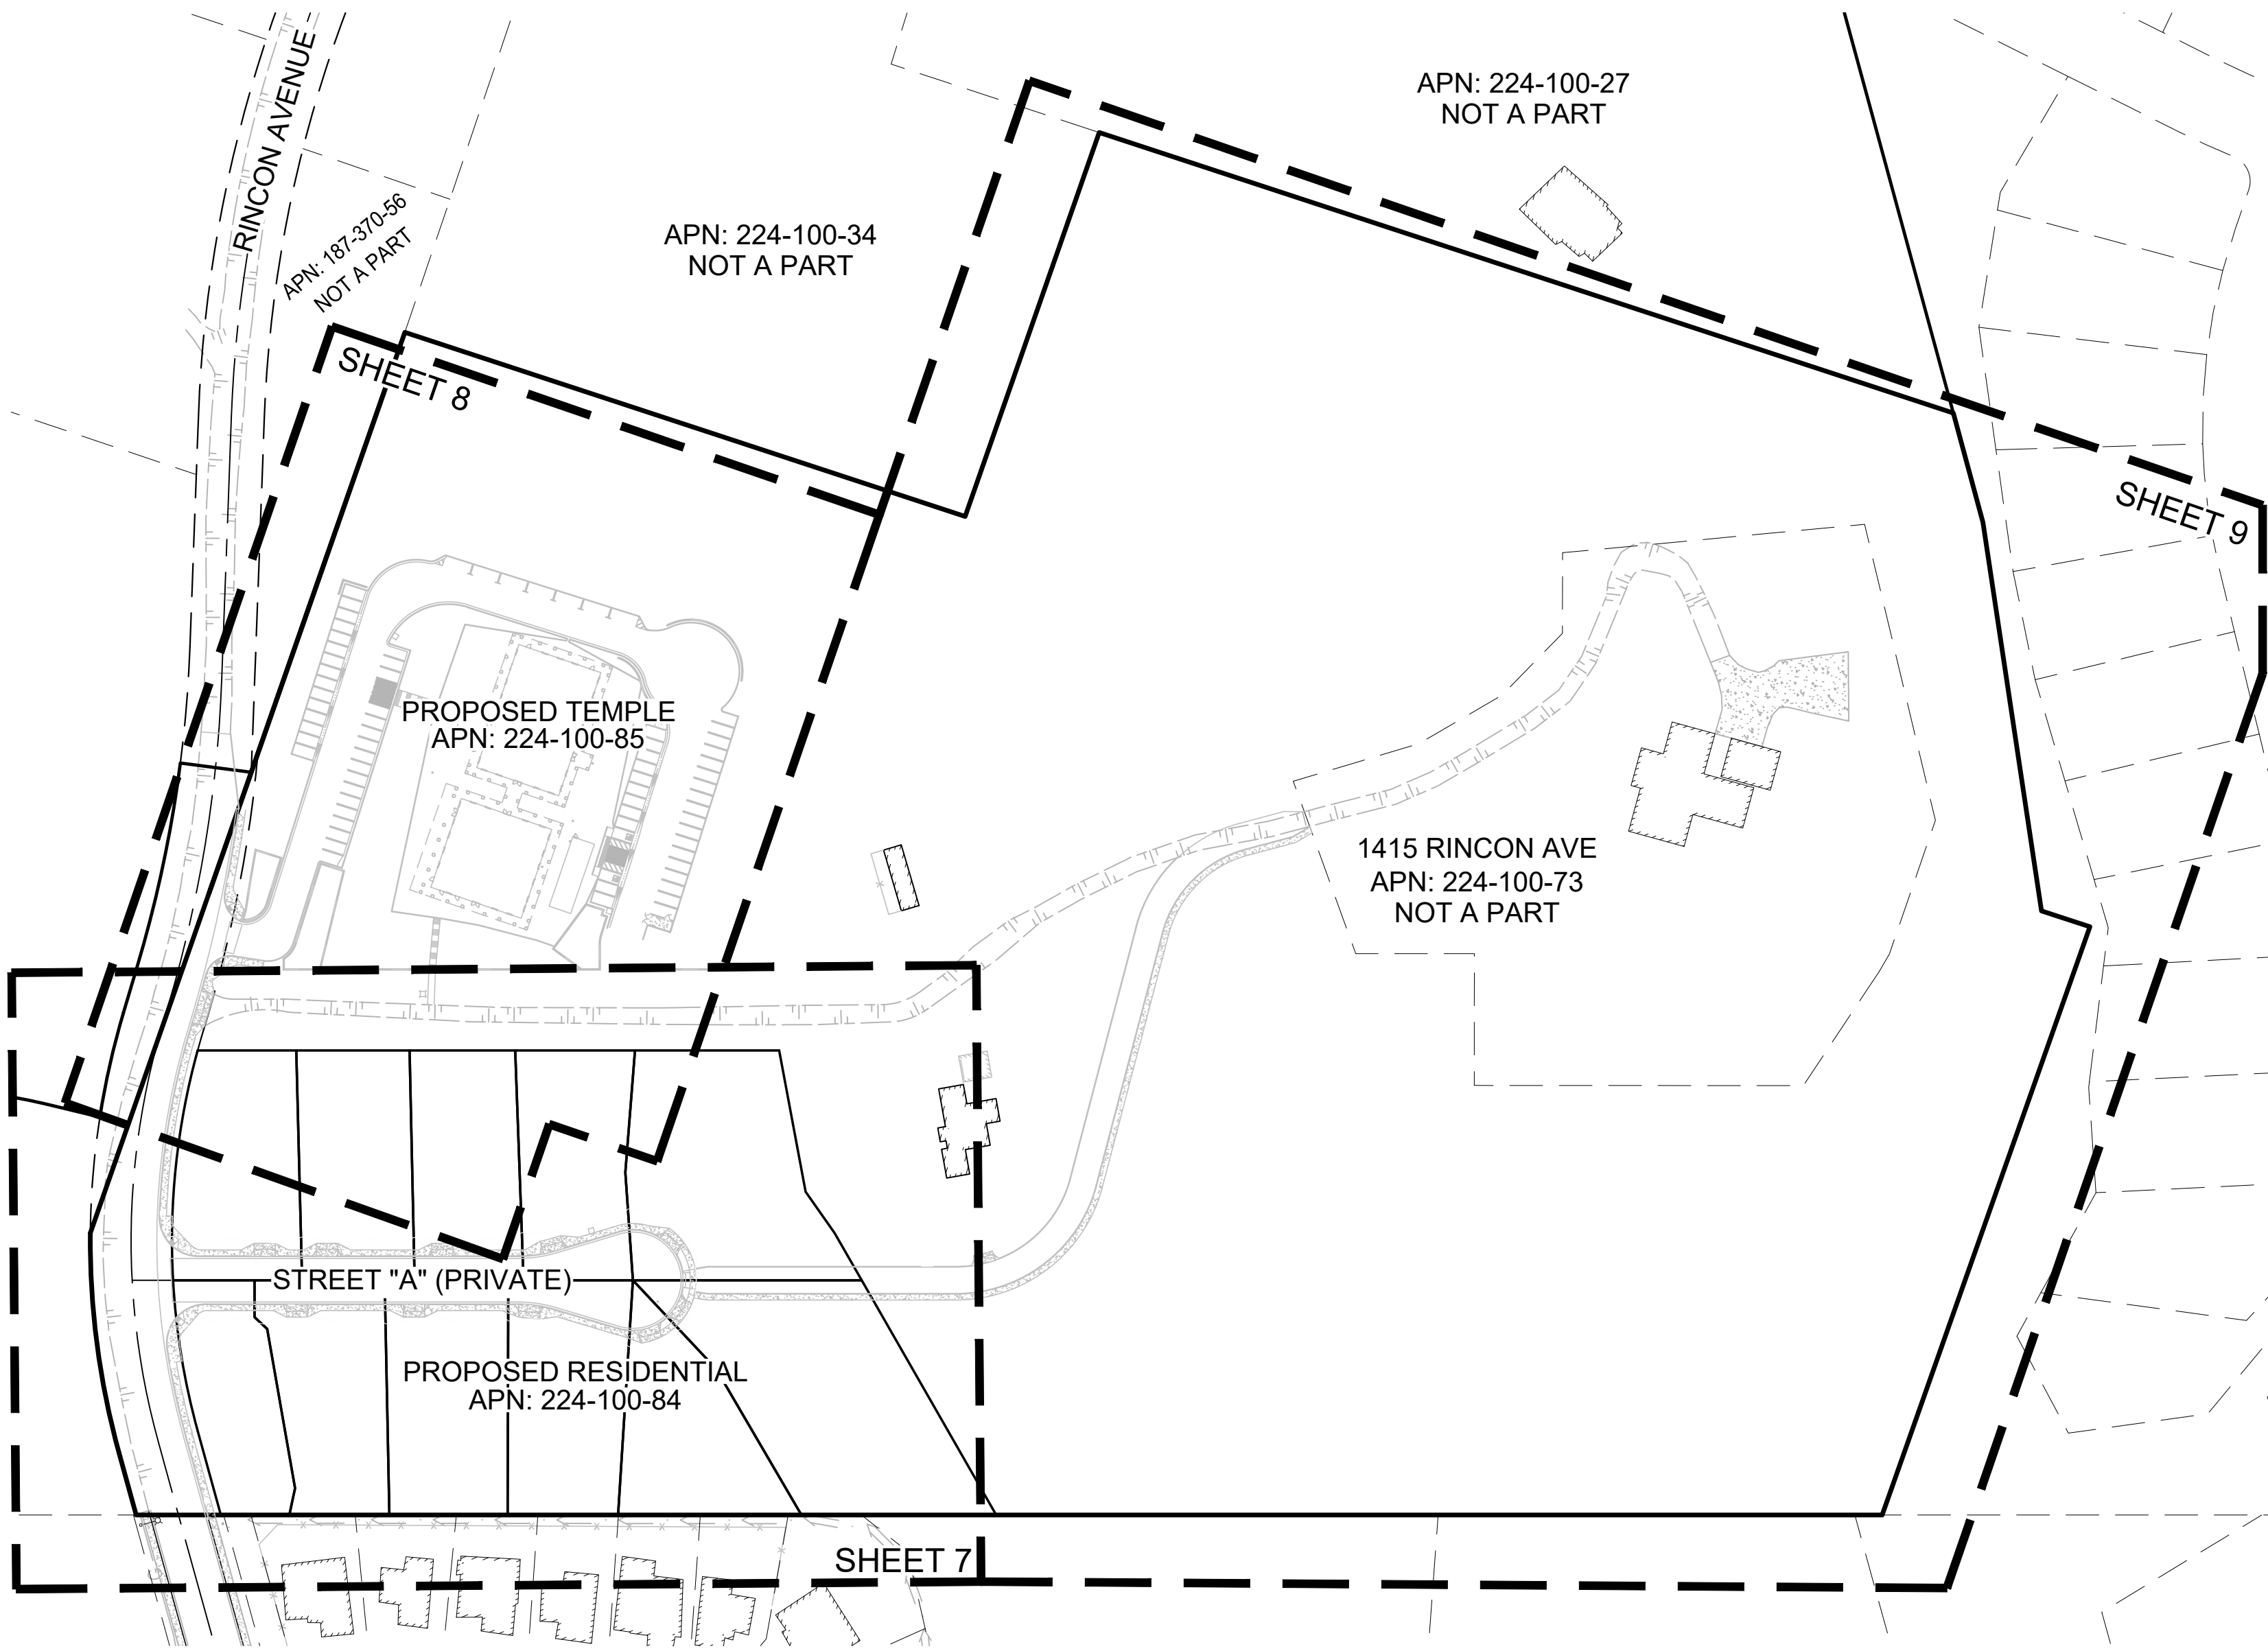 RINCON AVENUE
APN: 187-370-56
NOT A PART
APN: 224-100-34
NOT A PART
APN: 224-100-27
NOT A PART
SHEET 8
SHEET 9
PROPOSED TEMPLE
APN: 224-100-85
1415 RINCON AVE
APN: 224-100-73
NOT A PART
STREET "A" (PRIVATE)
PROPOSED RESIDENTIAL
APN: 224-100-84
SHEET 7